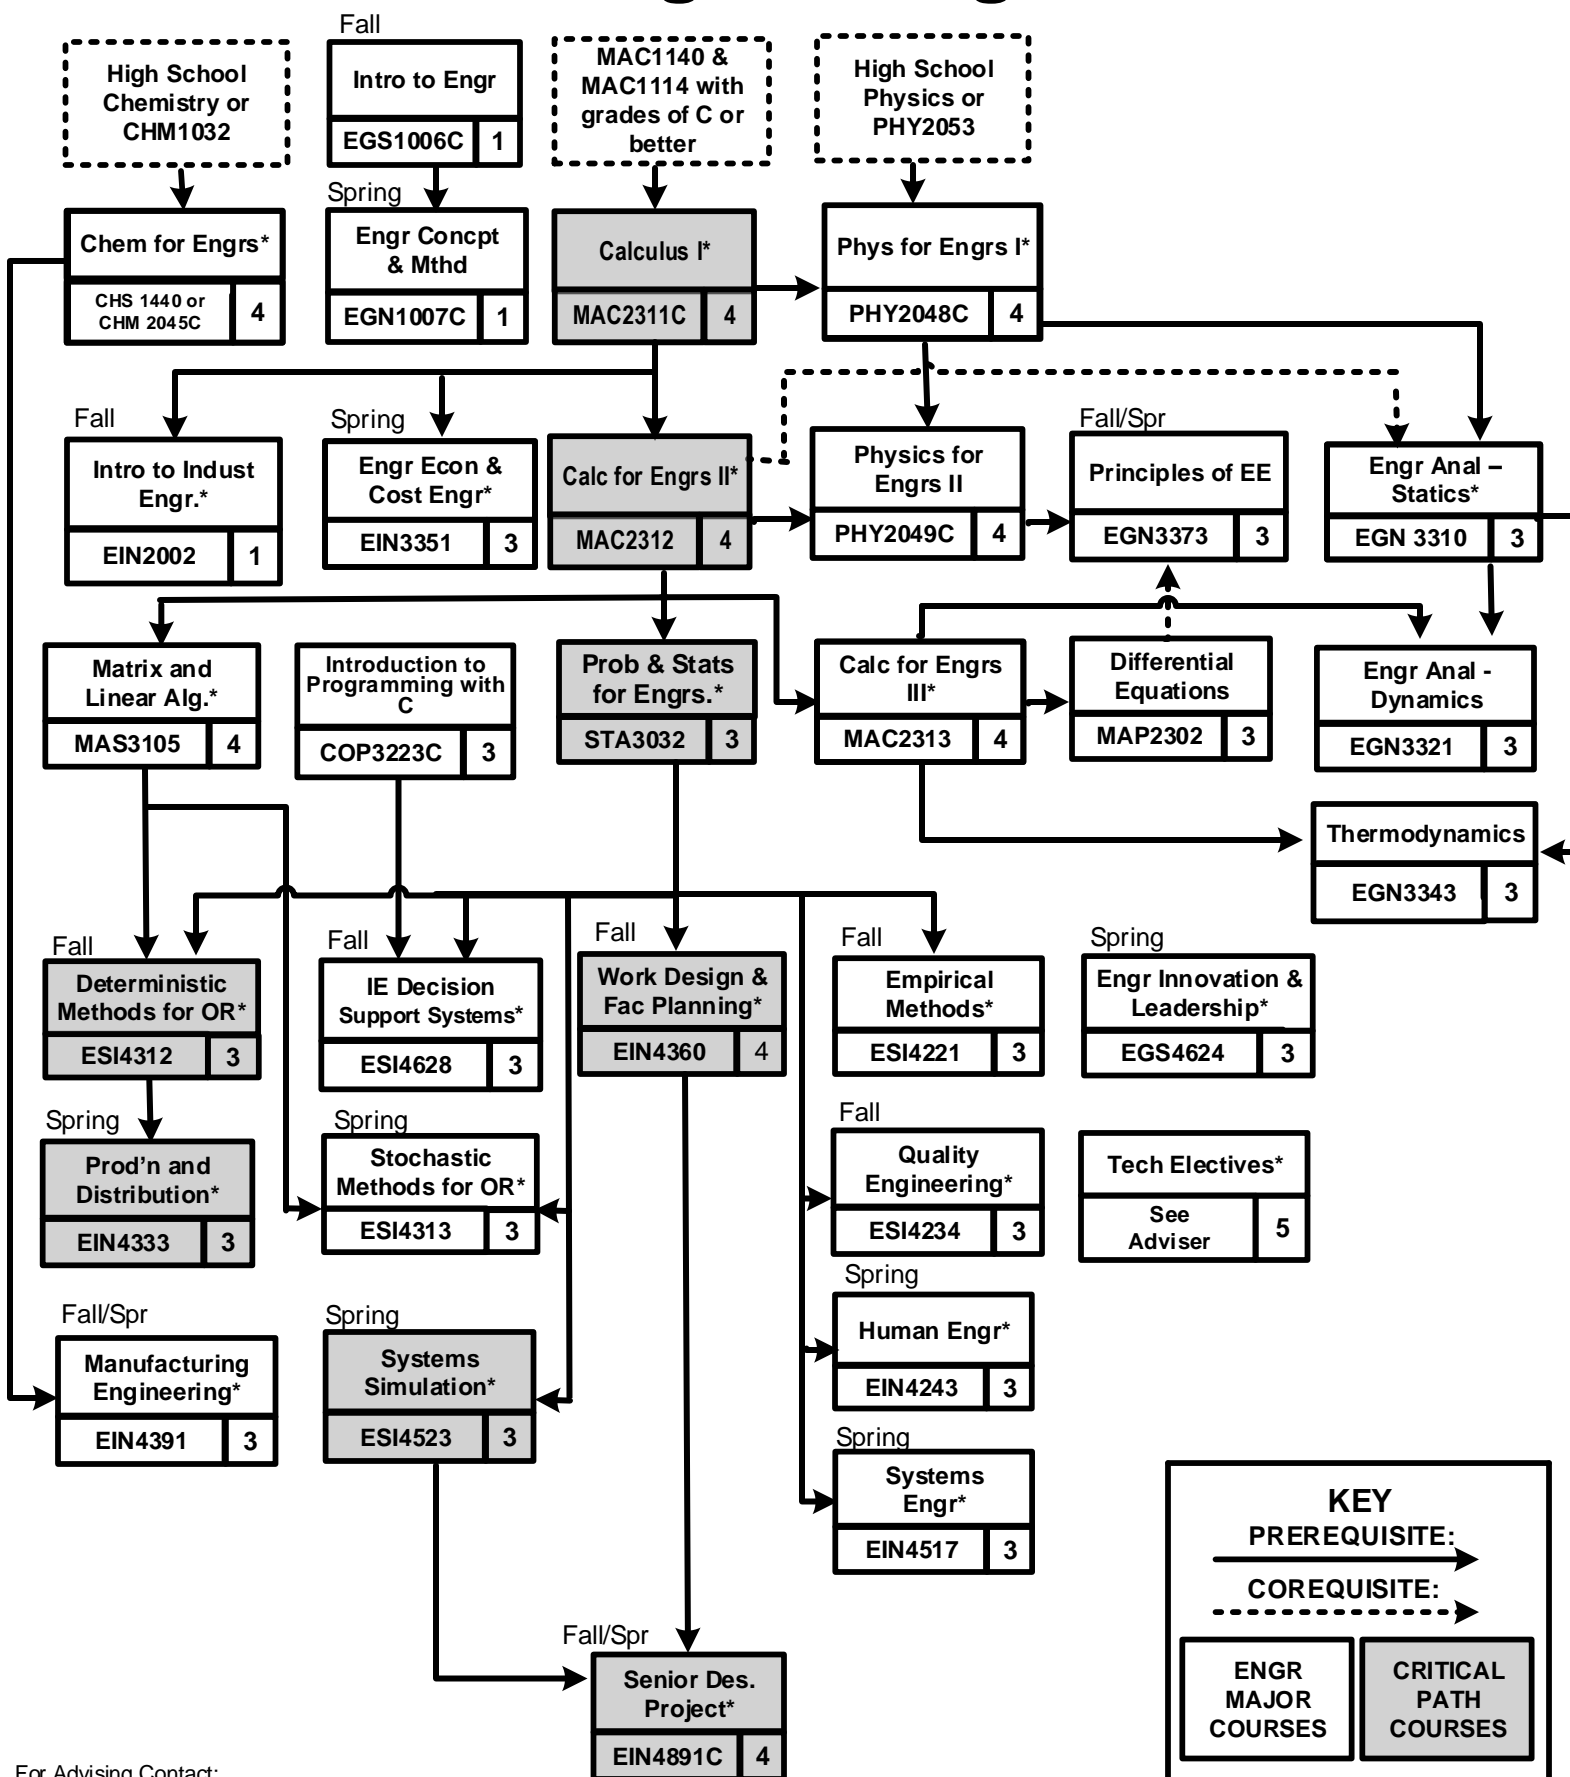 Fall
High School
Chemistry or
CHM1032
Intro to Engr
EGS1006C 1
MAC1140 &
MAC1114 with
grades of C or
better
High School
Physics or
PHY2053
Spring
Chem for Engrs*
CHS 1440 or
CHM 2045C
4
Engr Concpt
& Mthd
EGN1007C 1
Calculus I*
MAC2311C 4
Phys for Engrs I*
PHY2048C 4
Fall
Intro to Indust
Engr.*
EIN2002 1
Spring
Engr Econ &
Cost Engr*
EIN3351 3
Calc for Engrs II*
MAC2312 4
Physics for
Engrs II
PHY2049C 4
Fall/Spr
Principles of EE
EGN3373 3
Engr Anal –
Statics*
EGN 3310 3
Matrix and
Linear Alg.*
MAS3105 4
Introduction to
Programming with
C
COP3223C 3
Prob & Stats
for Engrs.*
STA3032 3
Calc for Engrs
III*
MAC2313 4
Differential
Equations
MAP2302 3
Engr Anal -
Dynamics
EGN3321 3
Thermodynamics
EGN3343 3
Fall
Deterministic
Methods for OR*
ESI4312 3
Fall
IE Decision
Support Systems*
ESI4628 3
Fall
Work Design &
Fac Planning*
EIN4360 4
Fall
Empirical
Methods*
ESI4221 3
Spring
Engr Innovation &
Leadership*
EGS4624 3
Spring
Prod'n and
Distribution*
EIN4333 3
Spring
Stochastic
Methods for OR*
ESI4313 3
Fall
Quality
Engineering*
ESI4234 3
Tech Electives*
See
Adviser
5
Fall/Spr
Manufacturing
Engineering*
EIN4391 3
Spring
Systems
Simulation*
ESI4523 3
Spring
Human Engr*
EIN4243 3
Spring
Systems
Engr*
EIN4517 3
Fall/Spr
Senior Des.
Project*
EIN4891C 4
KEY
PREREQUISITE:
COREQUISITE:
ENGR
MAJOR
COURSES
CRITICAL
PATH
COURSES
For Advising Contact: